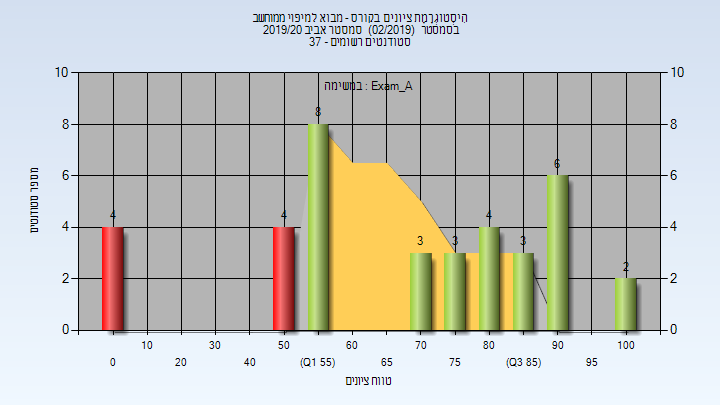 היסטוגרמת ציונים בקורס - מבוא למיפוי ממוחשב
בסמסטר (02/2019) סמסטר אביב 2019/20
סטודנטים רשומים - 37
במשימה : Exam_A
מספר סטודנטים
10 10
8 8
6 6
4 4
2 2
0 0
4 4 8 3 3 4 3 6 2
10 30 50 60 70 80 90 100
0 20 40 (Q1 55) 65 75 (Q3 85) 95
טווח ציונים